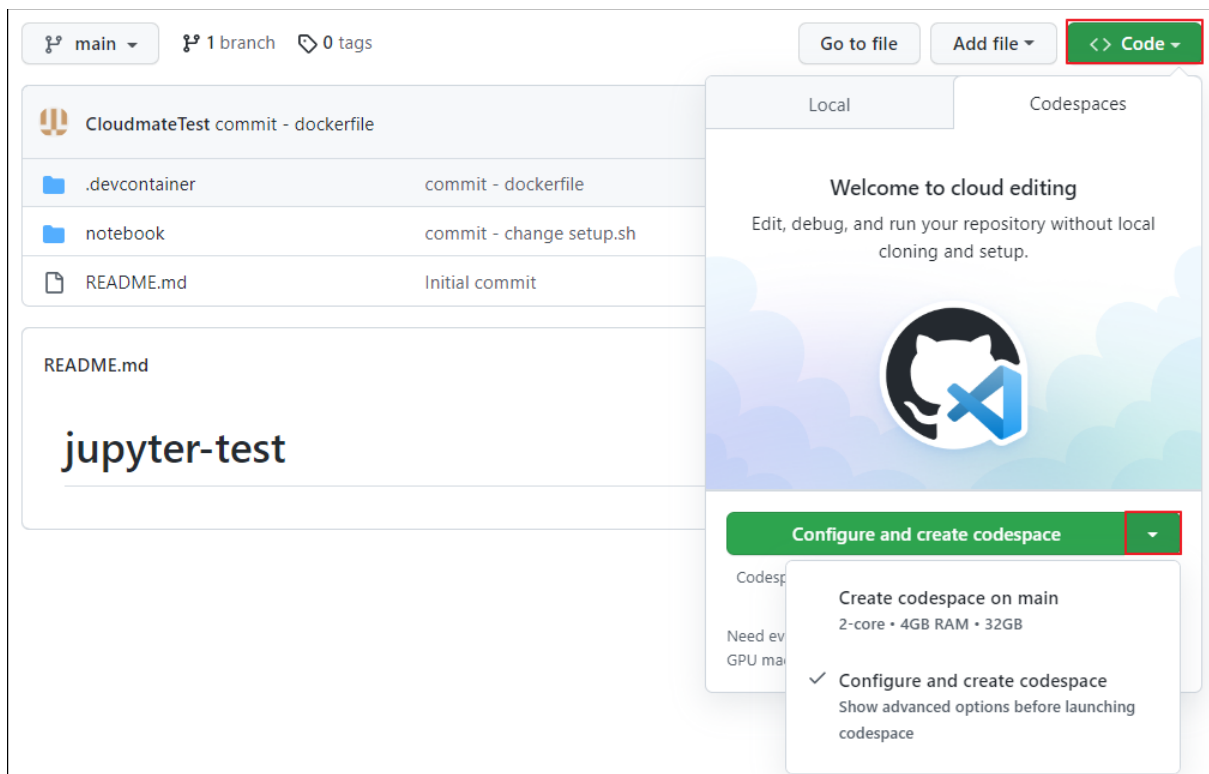 main 1 branch 0 tags Go to file Add file <> Code
CloudmateTest commit - dockerfile
.devcontainer commit - dockerfile
notebook commit - change setup.sh
README.md Initial commit
README.md
jupyter-test
Local Codespaces
Welcome to cloud editing
Edit, debug, and run your repository without local
cloning and setup.
Configure and create codespace
Create codespace on main
2-core • 4GB RAM • 32GB
Need
GPU
Configure and create codespace
Show advanced options before launching
codespace